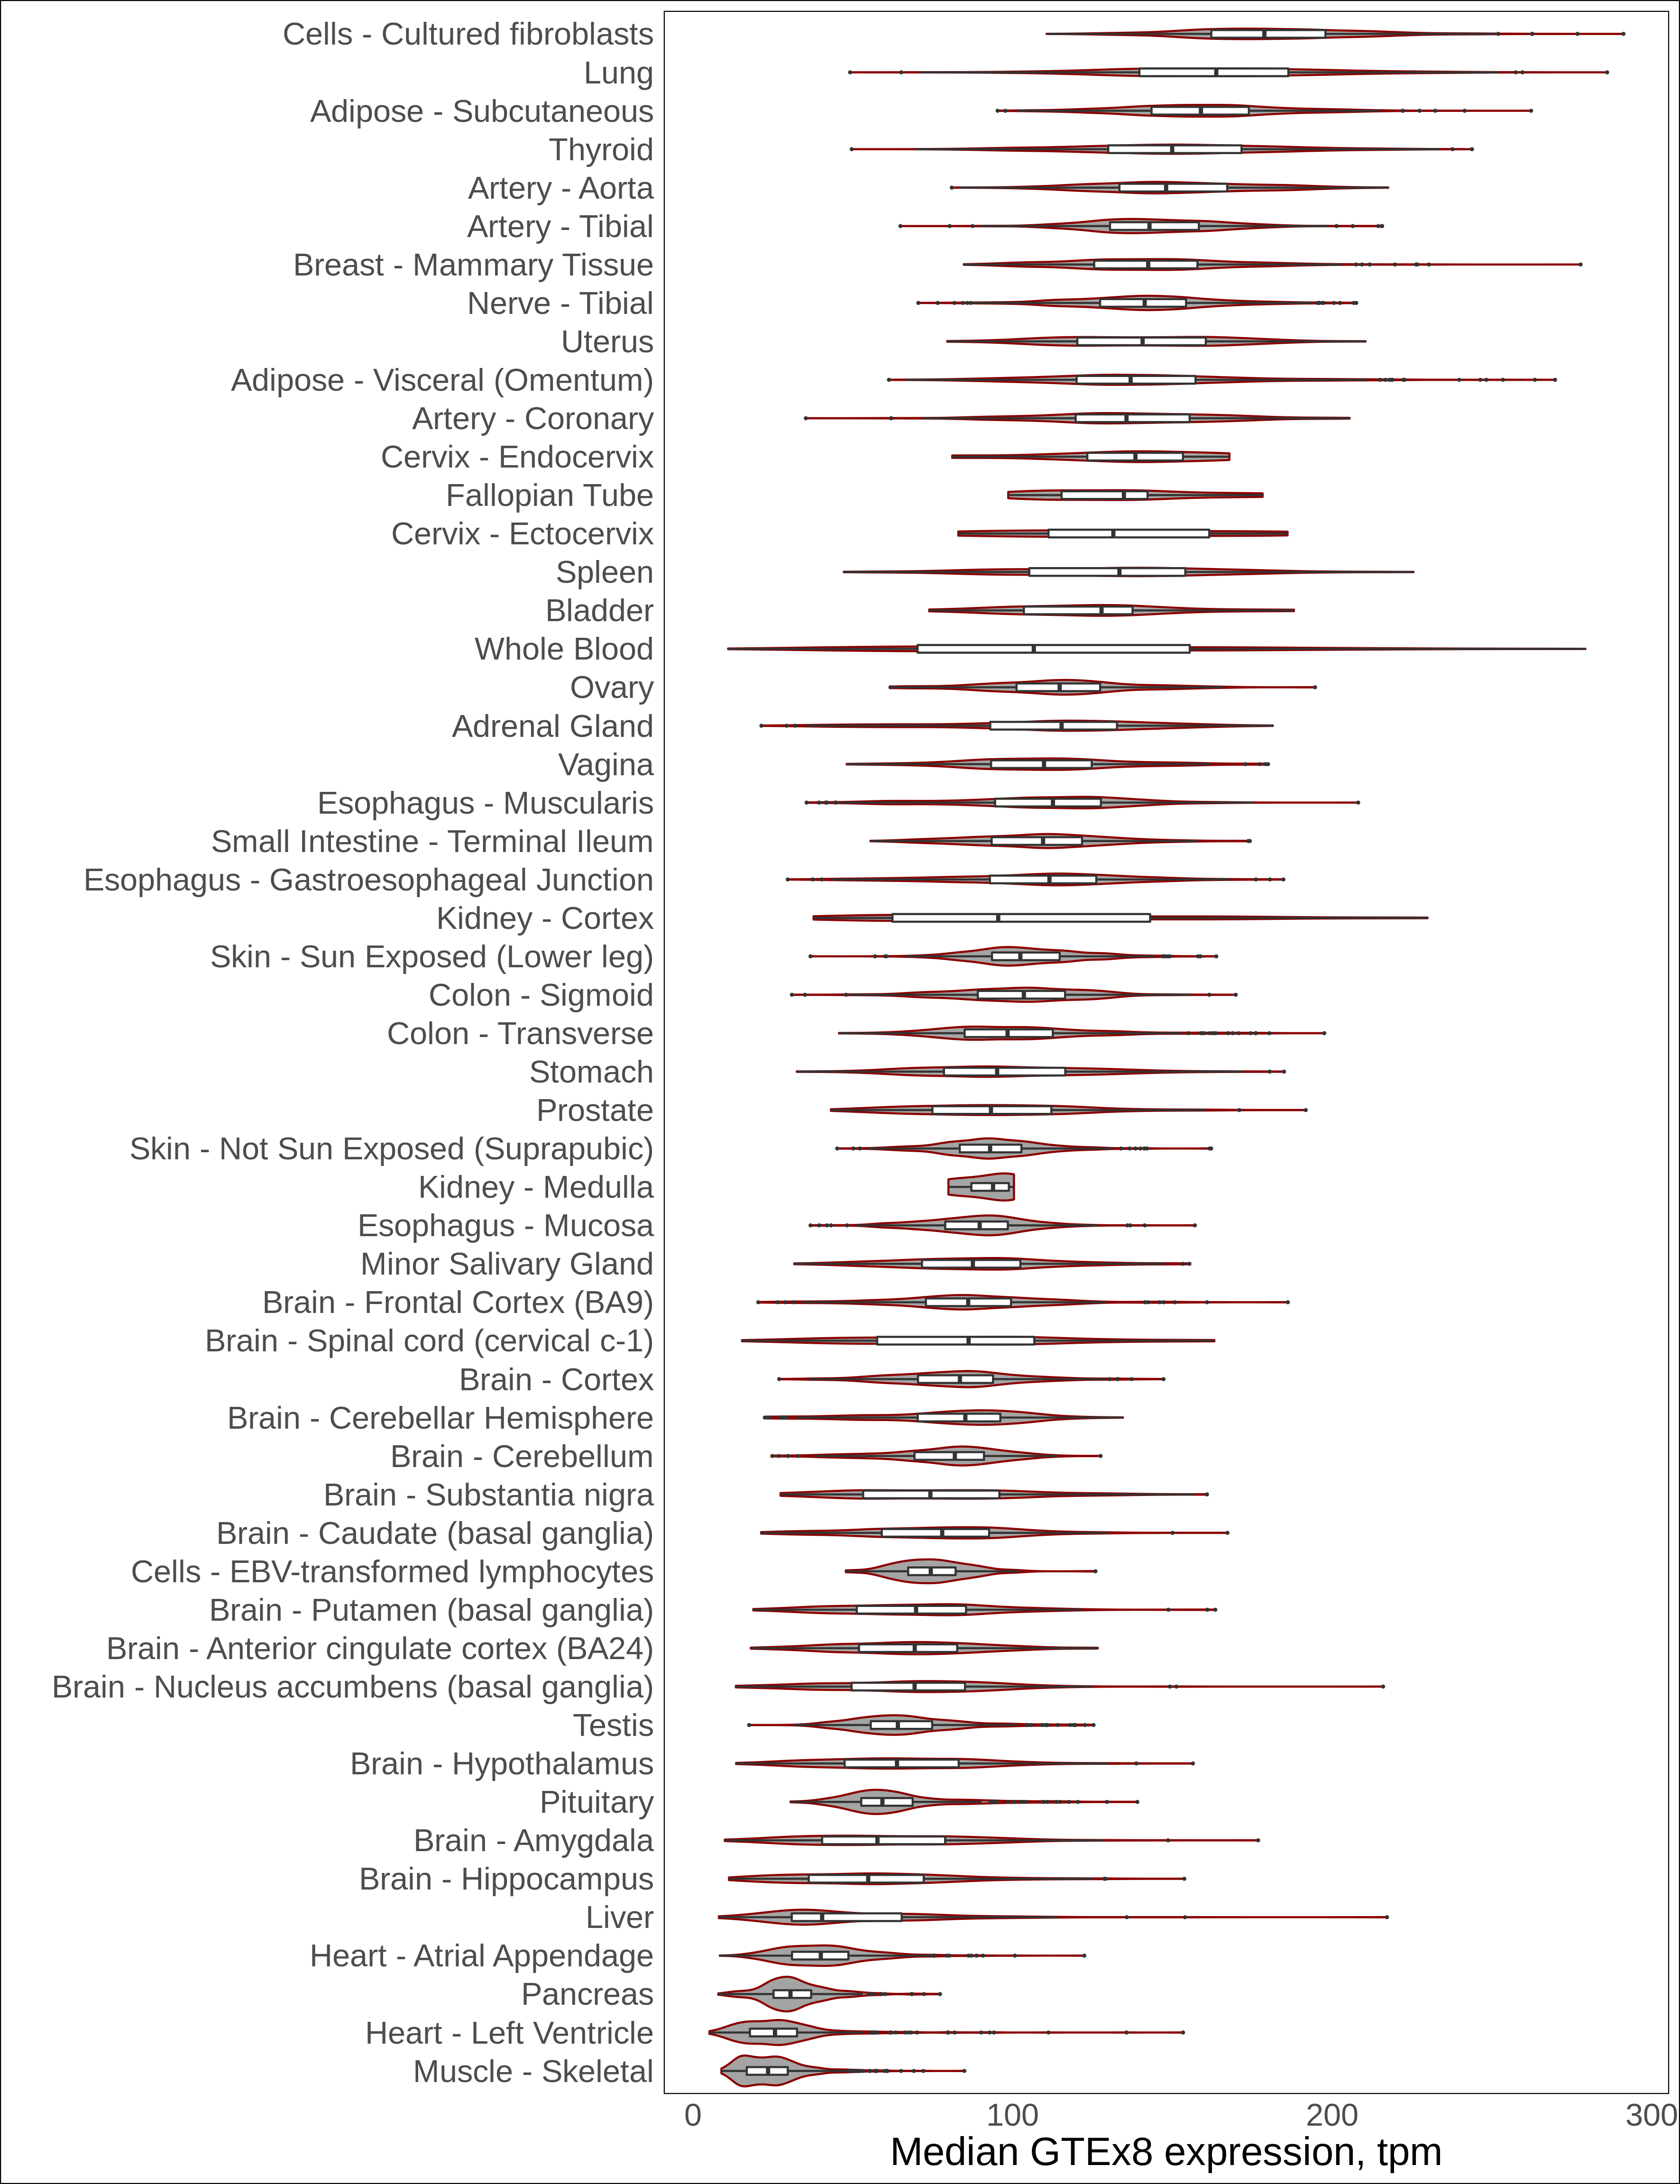 Cells - Cultured fibroblasts
Lung
Adipose - Subcutaneous
Thyroid
Artery - Aorta
Artery - Tibial
Breast - Mammary Tissue
Nerve - Tibial
Uterus
Adipose - Visceral (Omentum)
Artery - Coronary
Cervix - Endocervix
Fallopian Tube
Cervix - Ectocervix
Spleen
Bladder
Whole Blood
Ovary
Adrenal Gland
Vagina
Esophagus - Muscularis
Small Intestine - Terminal Ileum
Esophagus - Gastroesophageal Junction
Kidney - Cortex
Skin - Sun Exposed (Lower leg)
Colon - Sigmoid
Colon - Transverse
Stomach
Prostate
Skin - Not Sun Exposed (Suprapubic)
Kidney - Medulla
Esophagus - Mucosa
Minor Salivary Gland
Brain - Frontal Cortex (BA9)
Brain - Spinal cord (cervical c-1)
Brain - Cortex
Brain - Cerebellar Hemisphere
Brain - Cerebellum
Brain - Substantia nigra
Brain - Caudate (basal ganglia)
Cells - EBV-transformed lymphocytes
Brain - Putamen (basal ganglia)
Brain - Anterior cingulate cortex (BA24)
Brain - Nucleus accumbens (basal ganglia)
Testis
Brain - Hypothalamus
Pituitary
Brain - Amygdala
Brain - Hippocampus
Liver
Heart - Atrial Appendage
Pancreas
Heart - Left Ventricle
Muscle - Skeletal
0 100 200 300
Median GTEx8 expression, tpm